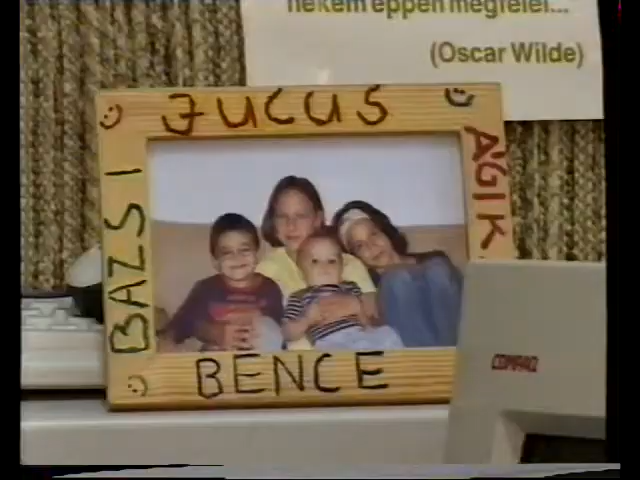 nekem éppen megfelel...
(Oscar Wilde)
JUCUS
ÁGIK
BAZSI
BENCE
COMPAQ